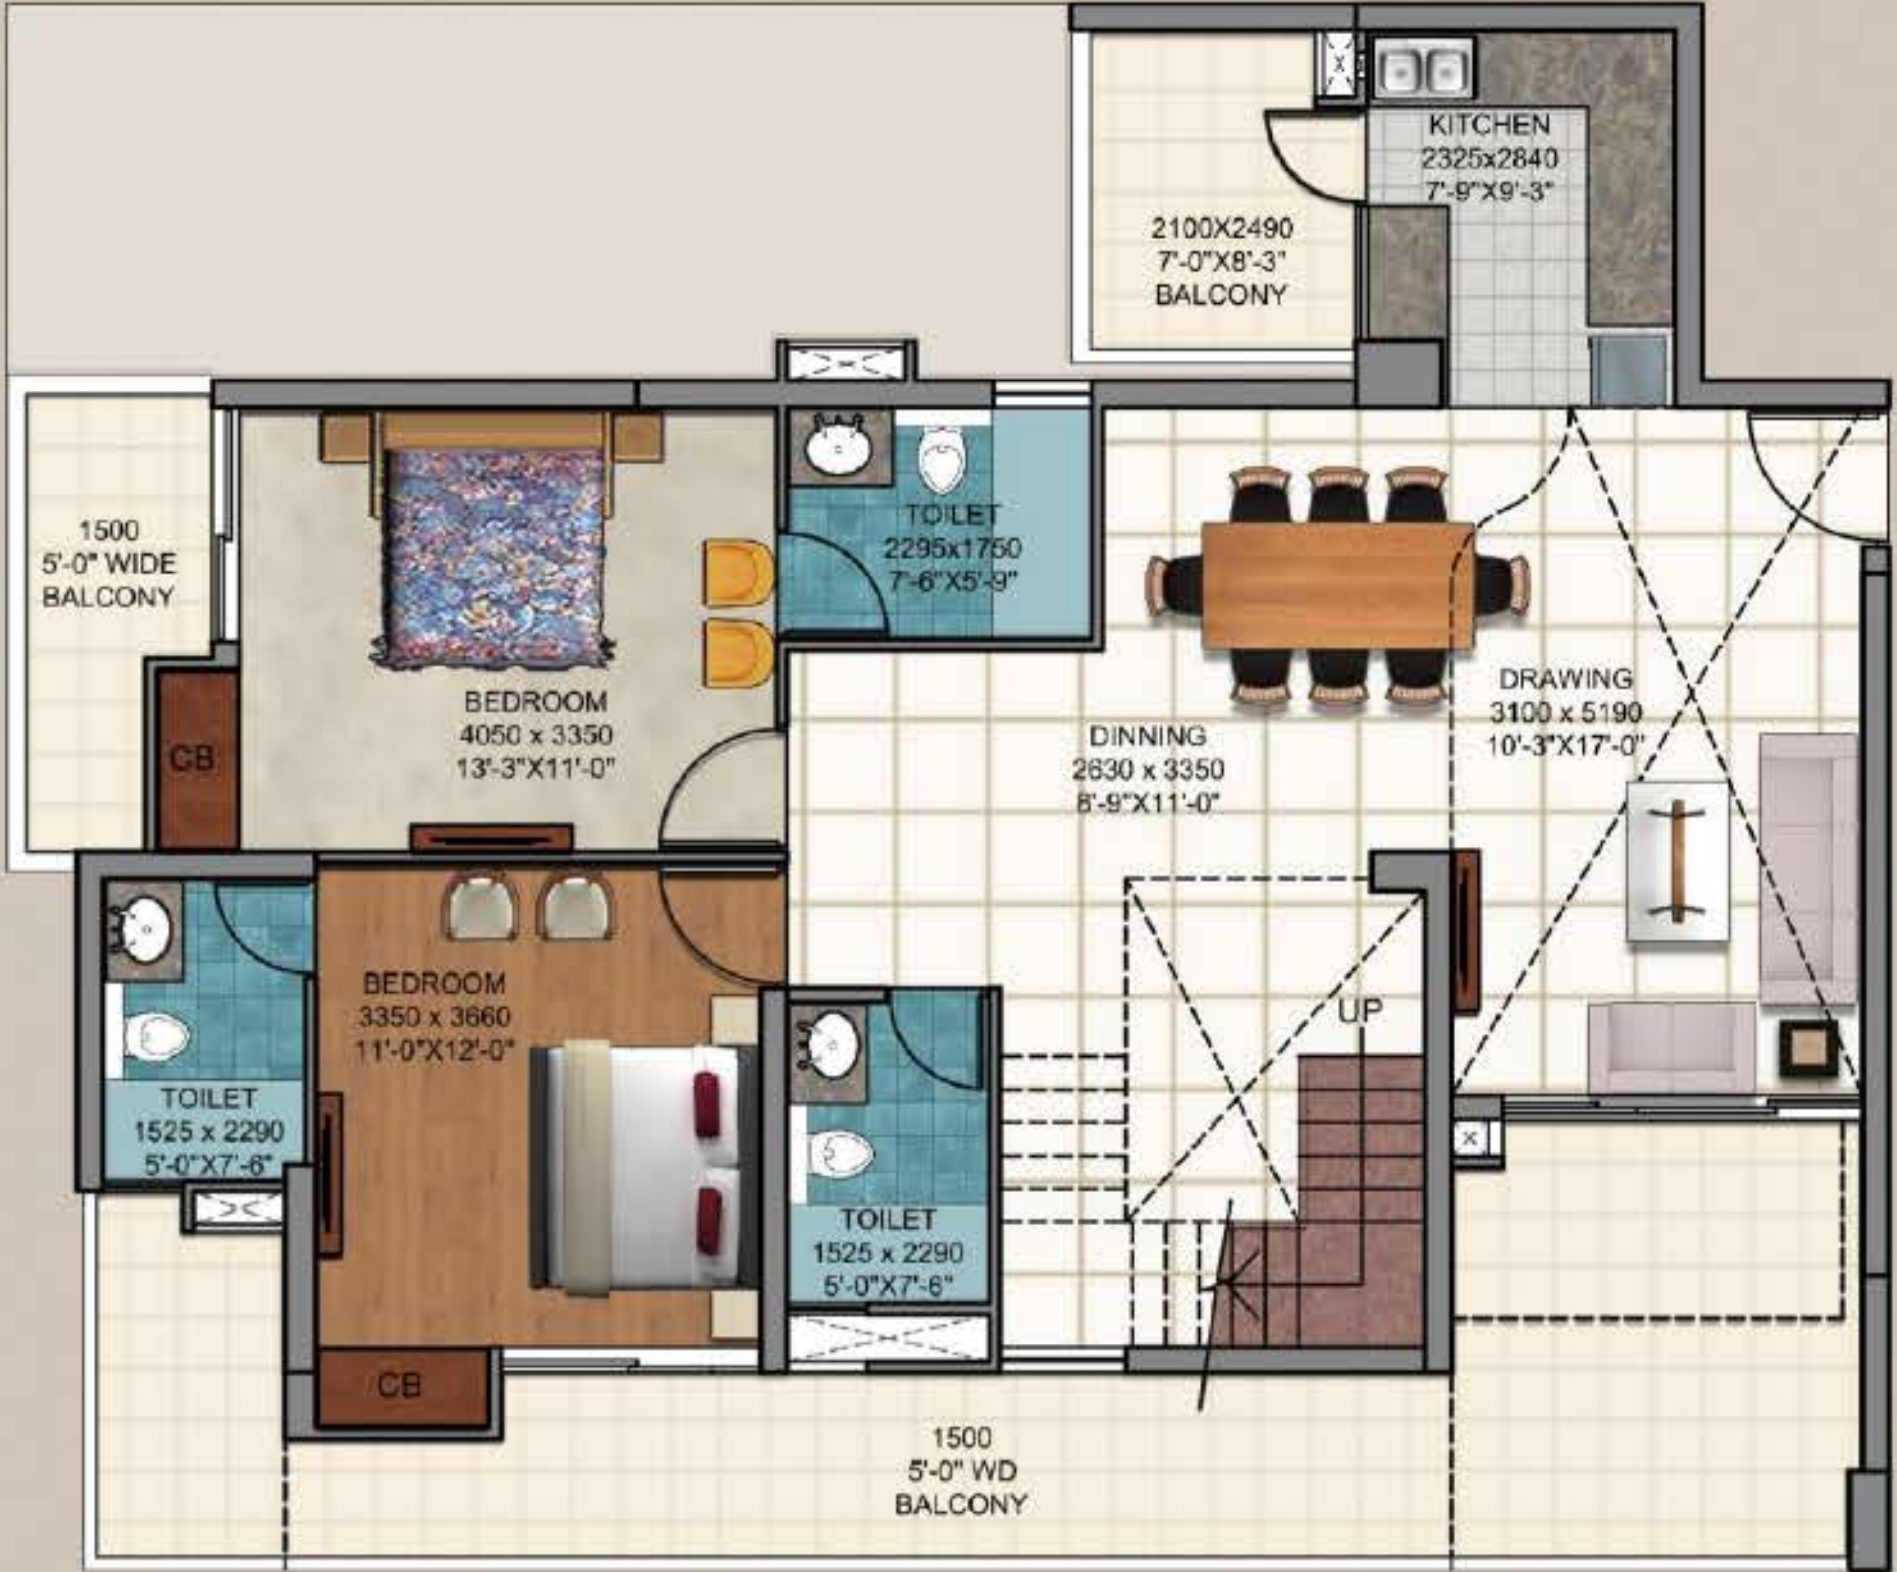 KITCHEN
2325x2840
7'-9"X9'-3"
2100X2490
7'-0"X8'-3"
BALCONY
1500
5'-0" WIDE
BALCONY
TOILET
2295x1750
7'-6"X5'-9"
BEDROOM
4050 x 3350
13'-3"X11'-0"
CB
DINNING
2630 x 3350
8'-9"X11'-0"
DRAWING
3100 x 5190
10'-3"X17'-0"
BEDROOM
3350 x 3660
11'-0"X12'-0"
UP
TOILET
1525 x 2290
5'-0"X7'-6"
TOILET
1525 x 2290
5'-0"X7'-6"
CB
1500
5'-0" WD
BALCONY